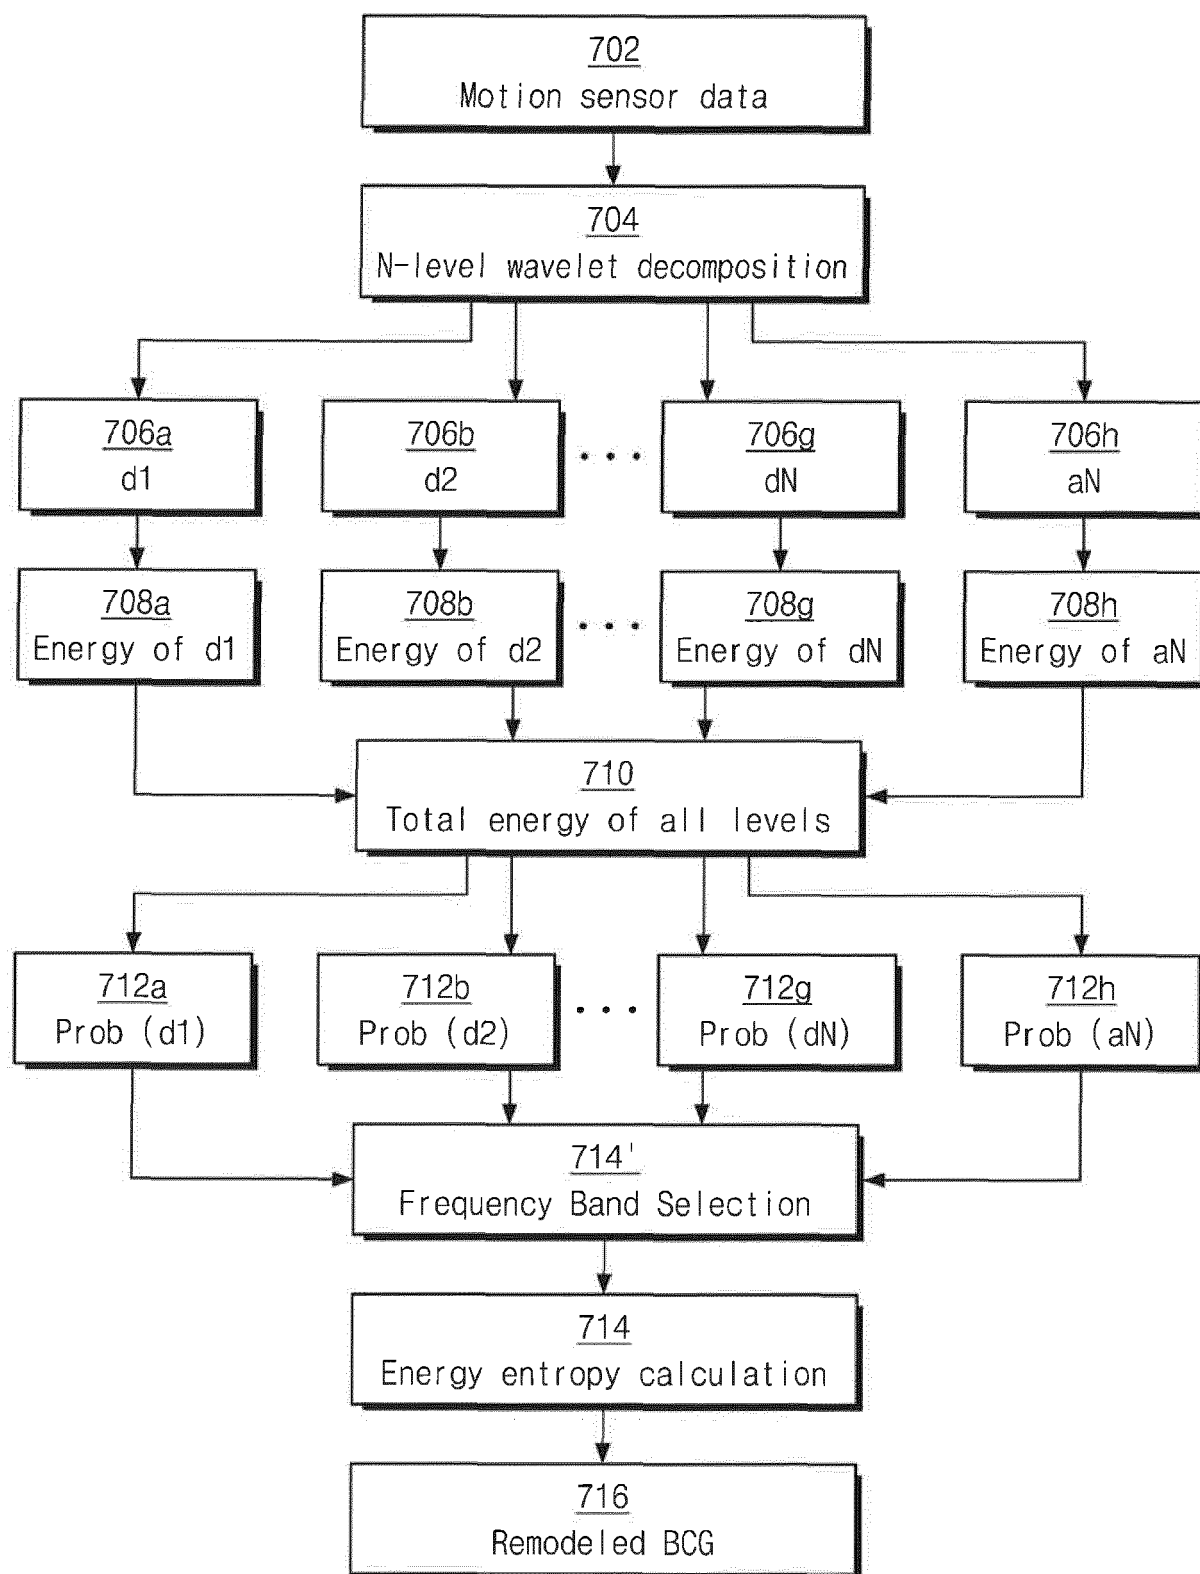 702
Motion sensor data
704
N-level wavelet decomposition
706a
d1
706b
d2
• • •
706g
dN
706h
aN
708a
Energy of d1
708b
Energy of d2
• • •
708g
Energy of dN
708h
Energy of aN
710
Total energy of all levels
712a
Prob (d1)
712b
Prob (d2)
• • •
712g
Prob (dN)
712h
Prob (aN)
714'
Frequency Band Selection
714
Energy entropy calculation
716
Remodeled BCG